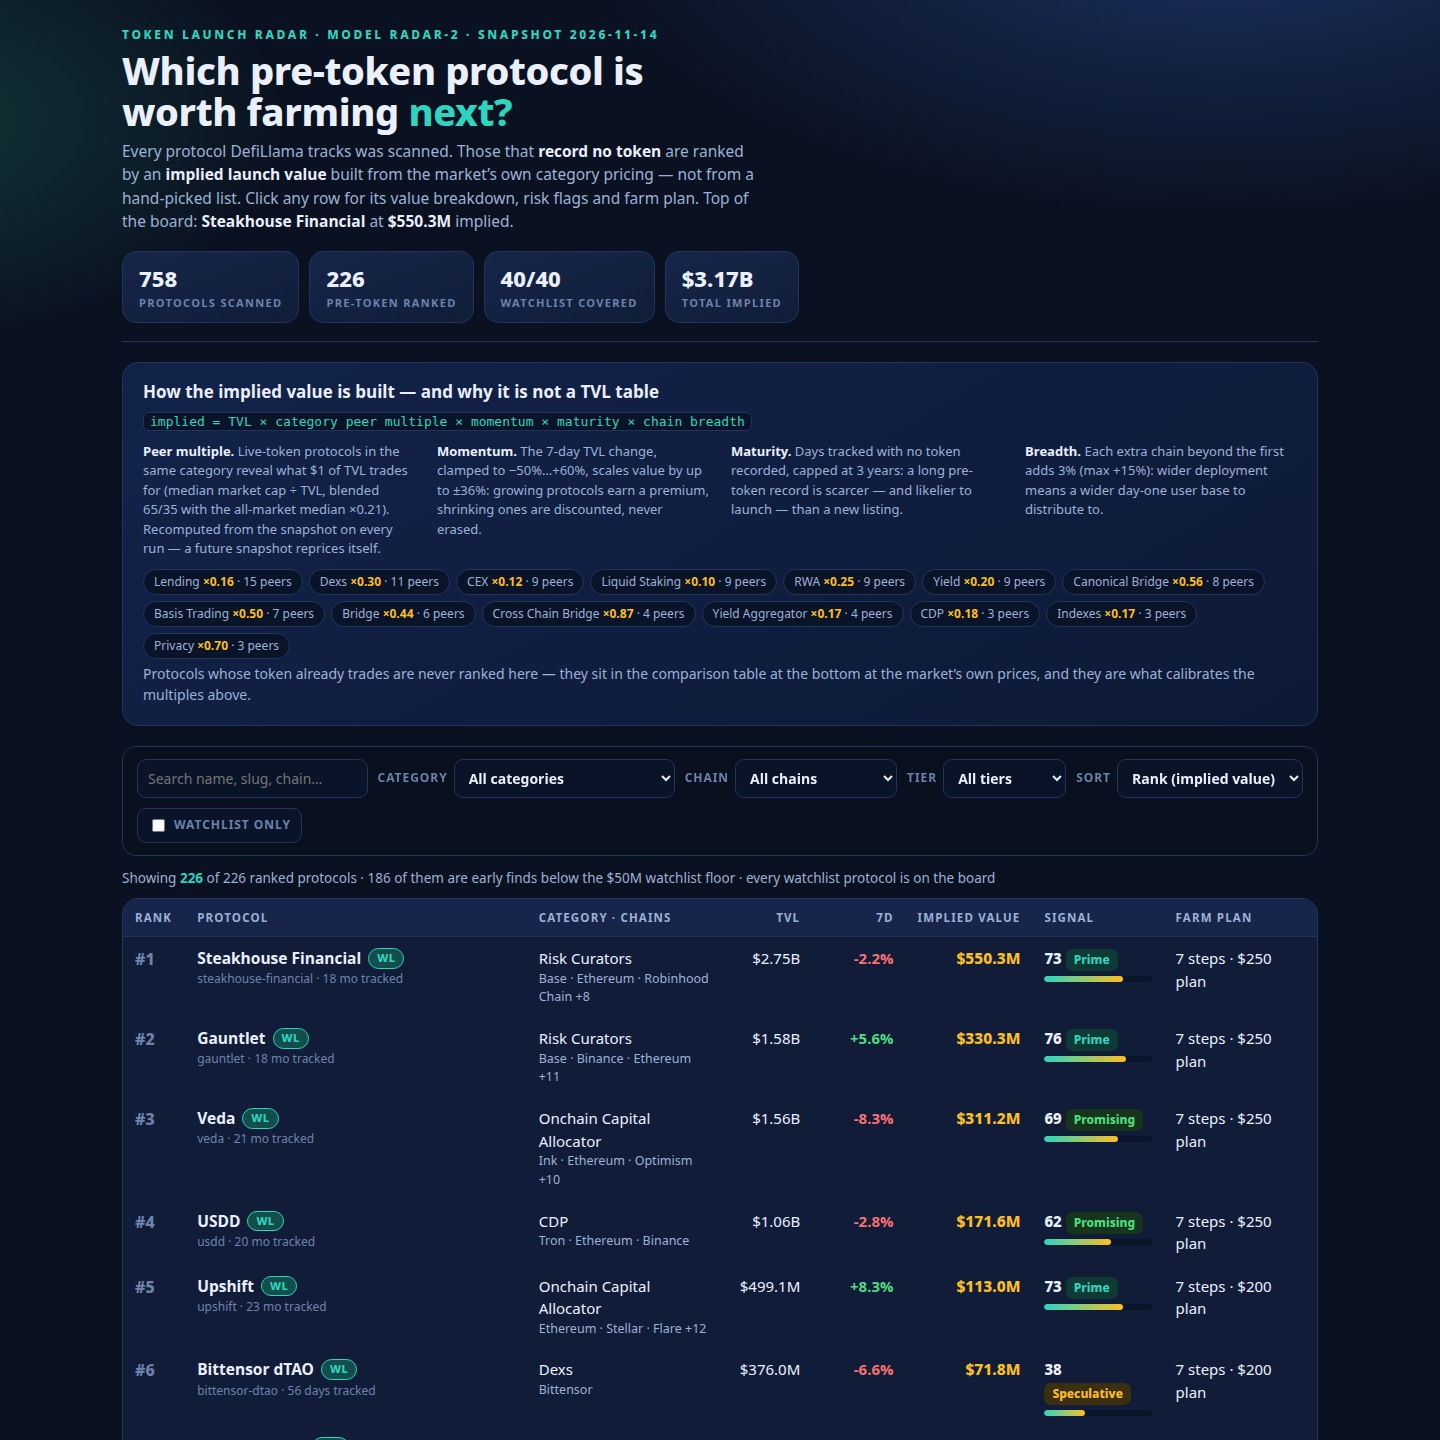 TOKEN LAUNCH RADAR · MODEL RADAR-2 · SNAPSHOT 2026-11-14
Which pre-token protocol is
worth farming next?
Every protocol DefiLlama tracks was scanned. Those that record no token are ranked
by an implied launch value built from the market’s own category pricing — not from a
hand-picked list. Click any row for its value breakdown, risk flags and farm plan. Top of
the board: Steakhouse Financial at $550.3M implied.
758
PROTOCOLS SCANNED
226
PRE-TOKEN RANKED
40/40
WATCHLIST COVERED
$3.17B
TOTAL IMPLIED
How the implied value is built — and why it is not a TVL table
implied = TVL × category peer multiple × momentum × maturity × chain breadth
Peer multiple. Live-token protocols in the
same category reveal what $1 of TVL trades
for (median market cap ÷ TVL, blended
65/35 with the all-market median ×0.21).
Recomputed from the snapshot on every
run — a future snapshot reprices itself.
Momentum. The 7-day TVL change,
clamped to −50%…+60%, scales value by up
to ±36%: growing protocols earn a premium,
shrinking ones are discounted, never
erased.
Maturity. Days tracked with no token
recorded, capped at 3 years: a long pre-
token record is scarcer — and likelier to
launch — than a new listing.
Breadth. Each extra chain beyond the first
adds 3% (max +15%): wider deployment
means a wider day-one user base to
distribute to.
Lending ×0.16 · 15 peers
Dexs ×0.30 · 11 peers
CEX ×0.12 · 9 peers
Liquid Staking ×0.10 · 9 peers
RWA ×0.25 · 9 peers
Yield ×0.20 · 9 peers
Canonical Bridge ×0.56 · 8 peers
Basis Trading ×0.50 · 7 peers
Bridge ×0.44 · 6 peers
Cross Chain Bridge ×0.87 · 4 peers
Yield Aggregator ×0.17 · 4 peers
CDP ×0.18 · 3 peers
Indexes ×0.17 · 3 peers
Privacy ×0.70 · 3 peers
Protocols whose token already trades are never ranked here — they sit in the comparison table at the bottom at the market’s own prices, and they are what calibrates the
multiples above.
Search name, slug, chain…
CATEGORY
All categories
CHAIN
All chains
TIER
All tiers
SORT
Rank (implied value)
WATCHLIST ONLY
Showing 226 of 226 ranked protocols · 186 of them are early finds below the $50M watchlist floor · every watchlist protocol is on the board
RANK PROTOCOL CATEGORY · CHAINS TVL 7D IMPLIED VALUE SIGNAL FARM PLAN
#1 Steakhouse Financial WL Risk Curators $2.75B -2.2% $550.3M 73 Prime 7 steps · $250
steakhouse-financial · 18 mo tracked Base · Ethereum · Robinhood plan
Chain +8
#2 Gauntlet WL Risk Curators $1.58B +5.6% $330.3M 76 Prime 7 steps · $250
gauntlet · 18 mo tracked Base · Binance · Ethereum plan
+11
#3 Veda WL Onchain Capital $1.56B -8.3% $311.2M 69 Promising 7 steps · $250
veda · 21 mo tracked Allocator plan
Ink · Ethereum · Optimism
+10
#4 USDD WL CDP $1.06B -2.8% $171.6M 62 Promising 7 steps · $250
usdd · 20 mo tracked Tron · Ethereum · Binance plan
#5 Upshift WL Onchain Capital $499.1M +8.3% $113.0M 73 Prime 7 steps · $200
upshift · 23 mo tracked Allocator plan
Ethereum · Stellar · Flare +12
#6 Bittensor dTAO WL Dexs $376.0M -6.6% $71.8M 38 7 steps · $200
bittensor-dtao · 56 days tracked Bittensor Speculative plan